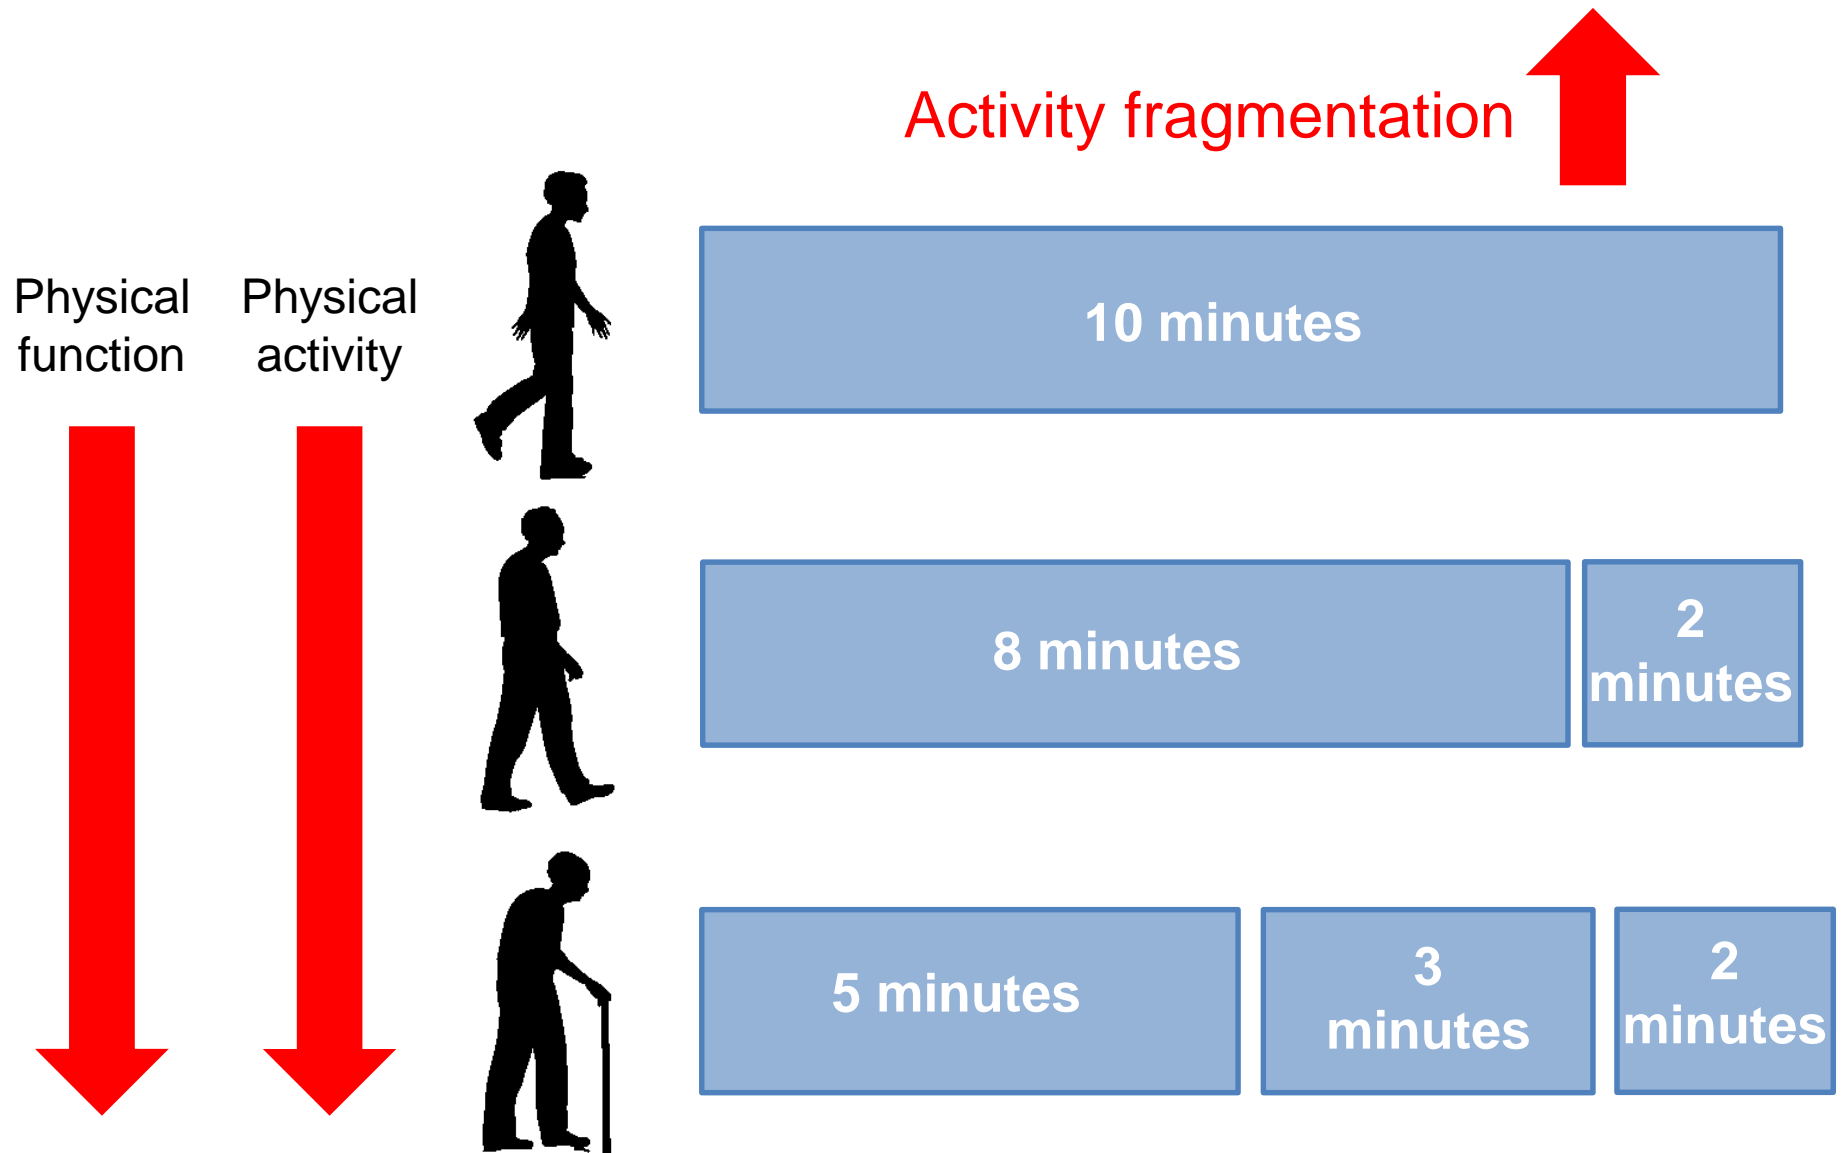 Activity fragmentation
Physical
function
Physical
activity
10 minutes
8 minutes
2
minutes
5 minutes
3
minutes
2
minutes